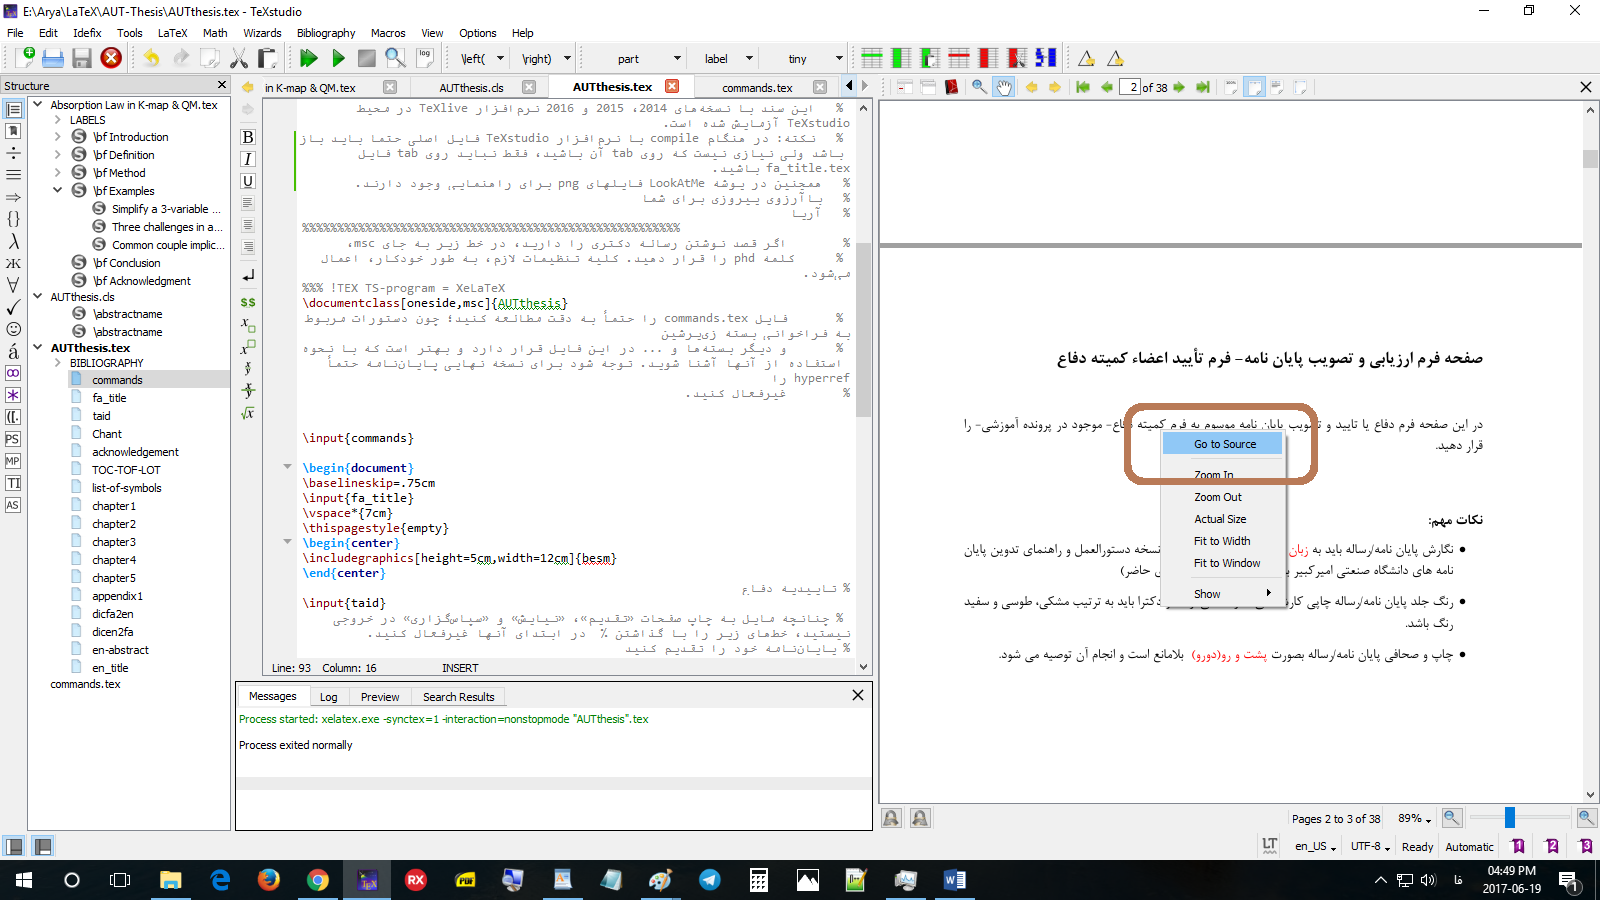 E:\Arya\LaTeX\AUT-Thesis\AUTthesis.tex - TeXstudio
File Edit Idefix Tools LaTeX Math Wizards Bibliography Macros View Options Help
\left( \right) part label tiny
Structure
Absorption Law in K-map & QM.tex
LABELS
\bf Introduction
\bf Definition
\bf Method
\bf Examples
Simplify a 3-variable ...
Three challenges in a...
Common couple implic...
\bf Conclusion
\bf Acknowledgment
AUTthesis.cls
\abstractname
\abstractname
AUTthesis.tex
BIBLIOGRAPHY
commands
fa_title
taid
Chant
acknowledgement
TOC-TOF-LOT
list-of-symbols
chapter1
chapter2
chapter3
chapter4
chapter5
appendix1
dicfa2en
dicen2fa
en-abstract
en_title
commands.tex
in K-map & QM.tex AUTthesis.cls AUTthesis.tex commands.tex
% این سند با نسخه‌های 2014، 2015 و 2016 نرم‌افزار TeXlive در محیط
TeXstudio آزمایش شده است.
% نکته: در هنگام compile با نرم‌افزار TeXstudio فایل اصلی حتما باید باز
باشد ولی نیازی نیست که روی tab آن باشید، فقط نباید روی tab فایل
fa_title.tex باشید.
% همچنین در پوشه LookAtMe فایلهای png برای راهنمایی وجود دارند.
% باآرزوی پیروزی برای شما
% آریا
%%%%%%%%%%%%%%%%%%%%%%%%%%%%%%%%%%%%%%%%%%%%%%%%%%%%%%
% اگر قصد نوشتن رساله دکتری را دارید، در خط زیر به جای msc،
% کلمه phd را قرار دهید. کلیه تنظیمات لازم، به طور خودکار، اعمال
می‌شود.
%%% !TEX TS-program = XeLaTeX
\documentclass[oneside,msc]{AUTthesis}
% فایل commands.tex را حتماً به دقت مطالعه کنید؛ چون دستورات مربوط
به فراخوانی بسته زی‌پرشین
% و دیگر بسته‌ها و ... در این فایل قرار دارد و بهتر است که با نحوه
استفاده از آنها آشنا شوید. توجه شود برای نسخه نهایی پایان‌نامه حتماً
hyperref را
% غیرفعال کنید.
\input{commands}
\begin{document}
\baselineskip=.75cm
\input{fa_title}
\vspace*{7cm}
\thispagestyle{empty}
\begin{center}
\includegraphics[height=5cm,width=12cm]{besm}
\end{center}
% تاییدیه دفاع
\input{taid}
% چنانچه مایل به چاپ صفحات «تقدیم»، «نیایش» و «سپاس‌گزاری» در خروجی
نیستید، خط‌های زیر را با گذاشتن ٪ در ابتدای آنها غیرفعال کنید.
% پایان‌نامه خود را تقدیم کنید
Line: 93 Column: 16 INSERT
Messages Log Preview Search Results
Process started: xelatex.exe -synctex=1 -interaction=nonstopmode "AUTthesis".tex
Process exited normally
2 of 38
صفحه فرم ارزیابی و تصویب پایان نامه- فرم تأیید اعضاء کمیته دفاع
در این صفحه فرم دفاع یا تایید و تصویب پایان نامه موسوم به فرم کمیته دفاع- موجود در پرونده آموزشی- را
قرار دهید.
Go to Source
Zoom In
Zoom Out
Actual Size
Fit to Width
Fit to Window
Show
نکات مهم:
نگارش پایان نامه/رساله باید به زبان نسخه دستورالعمل و راهنمای تدوین پایان
نامه های دانشگاه صنعتی امیرکبیر حاضر)
رنگ جلد پایان نامه/رساله چاپی دکترا باید به ترتیب مشکی، طوسی و سفید
رنگ باشد.
چاپ و صحافی پایان نامه/رساله بصورت پشت و رو(دورو) بلامانع است و انجام آن توصیه می شود.
Pages 2 to 3 of 38 89%
LT en_US UTF-8 Ready Automatic 1 2 3
فا 04:49 PM
2017-06-19 1